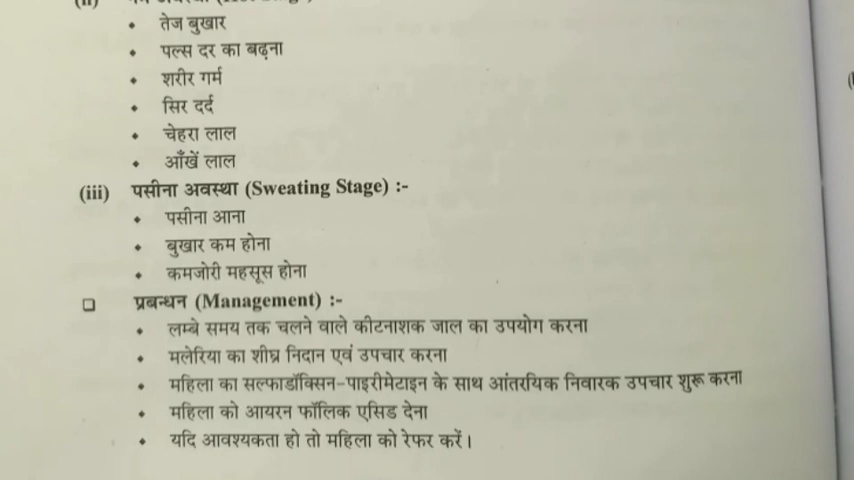 (ii)
• तेज बुखार
• पल्स दर का बढ़ना
• शरीर गर्म
• सिर दर्द
• चेहरा लाल
• आँखें लाल
(iii) पसीना अवस्था (Sweating Stage) :-
• पसीना आना
• बुखार कम होना
• कमजोरी महसूस होना
❑ प्रबन्धन (Management) :-
• लम्बे समय तक चलने वाले कीटनाशक जाल का उपयोग करना
• मलेरिया का शीघ्र निदान एवं उपचार करना
• महिला का सल्फाडॉक्सिन-पाइरीमेटाइन के साथ आंतरयिक निवारक उपचार शुरू करना
• महिला को आयरन फॉलिक एसिड देना
• यदि आवश्यकता हो तो महिला को रेफर करें।